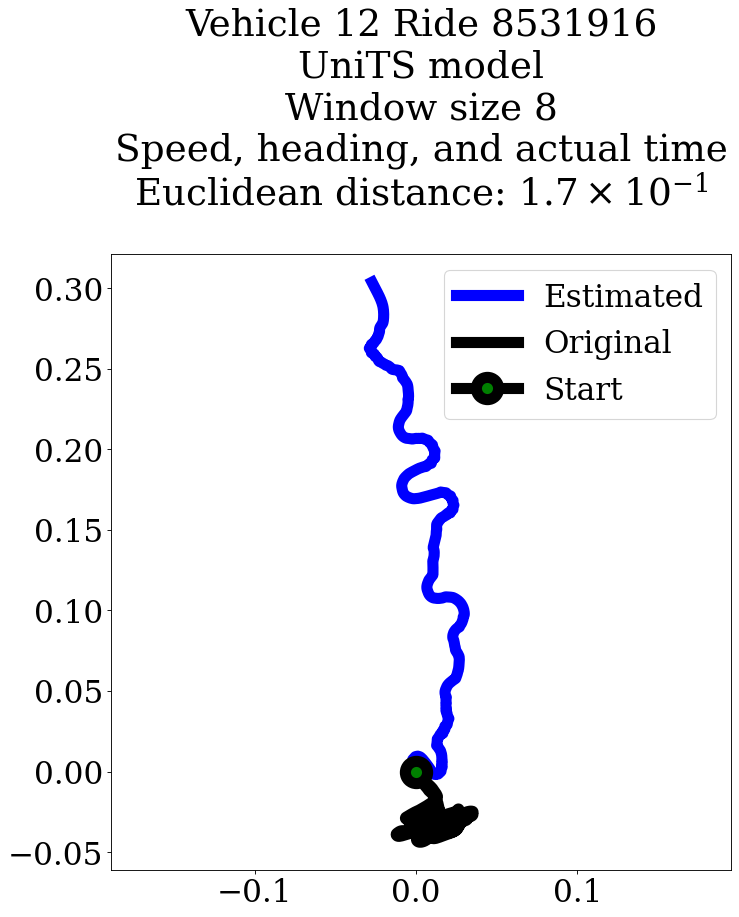 Vehicle 12 Ride 8531916
UniTS model
Window size 8
Speed, heading, and actual time
Euclidean distance: $1.7 \times 10^{-1}$
Estimated
Original
Start
0.30
0.25
0.20
0.15
0.10
0.05
0.00
−0.05
−0.1 0.0 0.1